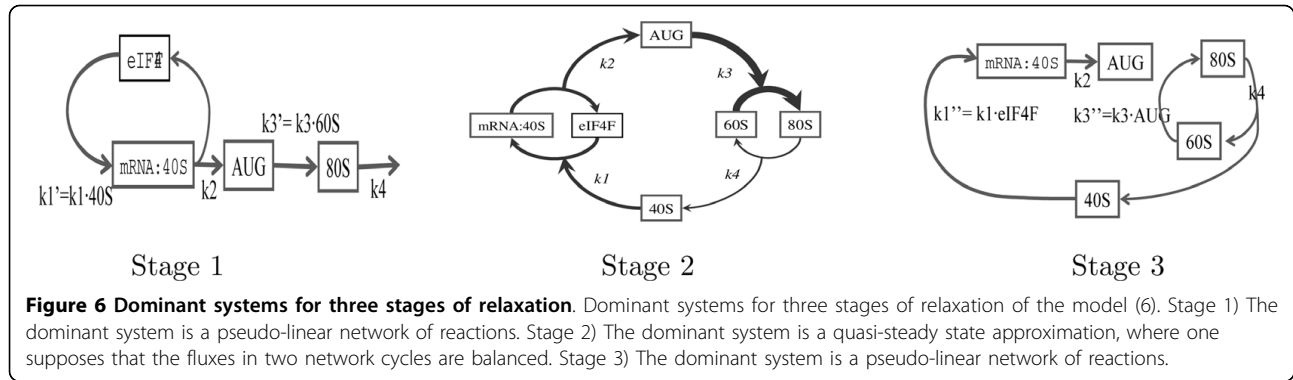 eIF4F
mRNA:40S
AUG
80S
k1'=k1·40S
k2
k3'= k3·60S
k4
Stage 1
AUG
k2
k3
mRNA:40S
eIF4F
60S
80S
k1
k4
40S
Stage 2
mRNA:40S
AUG
80S
k2
k4
k1''= k1·eIF4F
k3''=k3·AUG
60S
40S
Stage 3
Figure 6 Dominant systems for three stages of relaxation. Dominant systems for three stages of relaxation of the model (6). Stage 1) The
dominant system is a pseudo-linear network of reactions. Stage 2) The dominant system is a quasi-steady state approximation, where one
supposes that the fluxes in two network cycles are balanced. Stage 3) The dominant system is a pseudo-linear network of reactions.